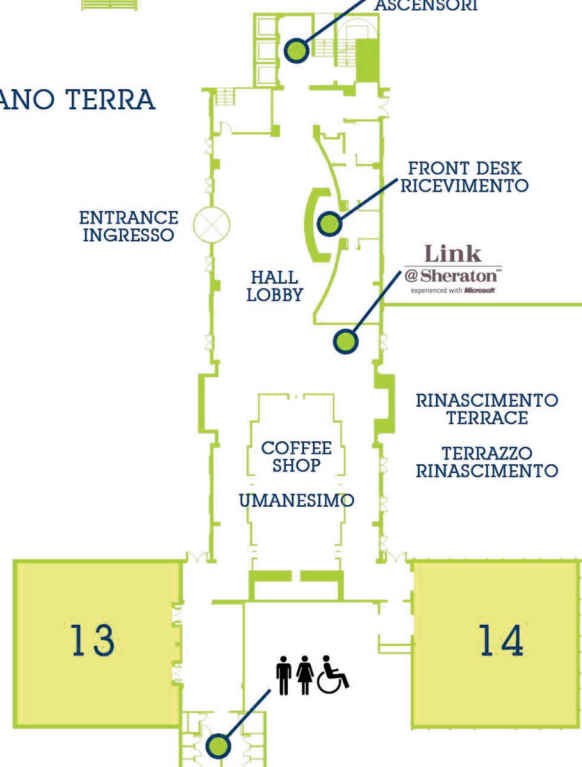 ASCENSORI
ANO TERRA
FRONT DESK
RICEVIMENTO
ENTRANCE
INGRESSO
Link
@Sheraton
experienced with Microsoft
HALL
LOBBY
RINASCIMENTO
TERRACE
TERRAZZO
RINASCIMENTO
COFFEE
SHOP
UMANESIMO
13
14